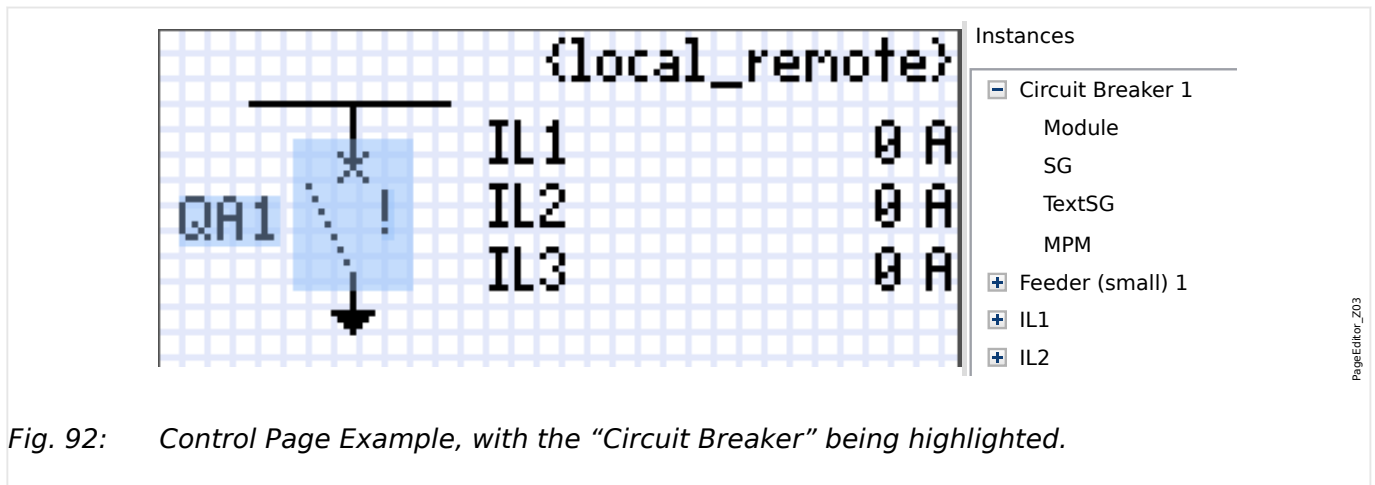 {local_remote}
IL1 0 A
QA1 !
IL2 0 A
IL3 0 A
Instances
Circuit Breaker 1
Module
SG
TextSG
MPM
Feeder (small) 1
IL1
IL2
PageEditor_Z03
Fig. 92: Control Page Example, with the “Circuit Breaker” being highlighted.